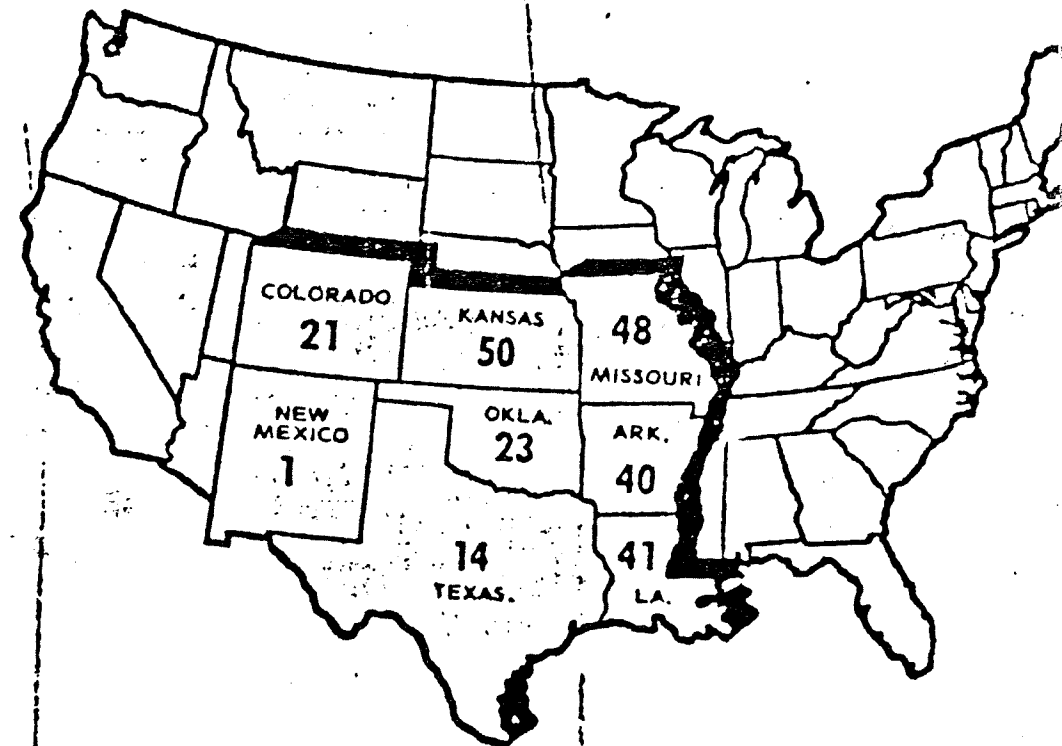 COLORADO
21
KANSAS
50
48
MISSOURI
NEW
MEXICO
1
OKLA.
23
ARK.
40
14
TEXAS.
41
LA.